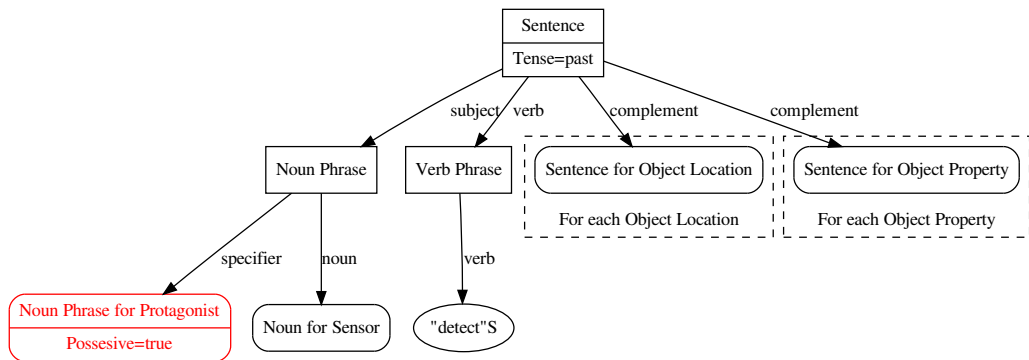 Sentence
Tense=past
subject
verb
complement
complement
Noun Phrase
Verb Phrase
Sentence for Object Location
For each Object Location
Sentence for Object Property
For each Object Property
specifier
noun
verb
Noun Phrase for Protagonist
Possesive=true
Noun for Sensor
"detect"S